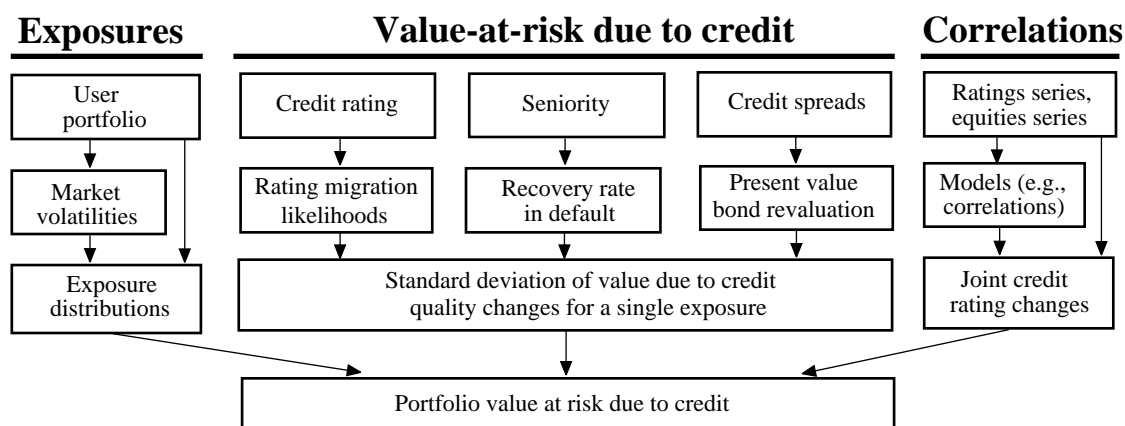 Exposures
Value-at-risk due to credit
Correlations
User
portfolio
Credit rating
Seniority
Credit spreads
Ratings series,
equities series
Market
volatilities
Rating migration
likelihoods
Recovery rate
in default
Present value
bond revaluation
Models (e.g.,
correlations)
Exposure
distributions
Standard deviation of value due to credit
quality changes for a single exposure
Joint credit
rating changes
Portfolio value at risk due to credit